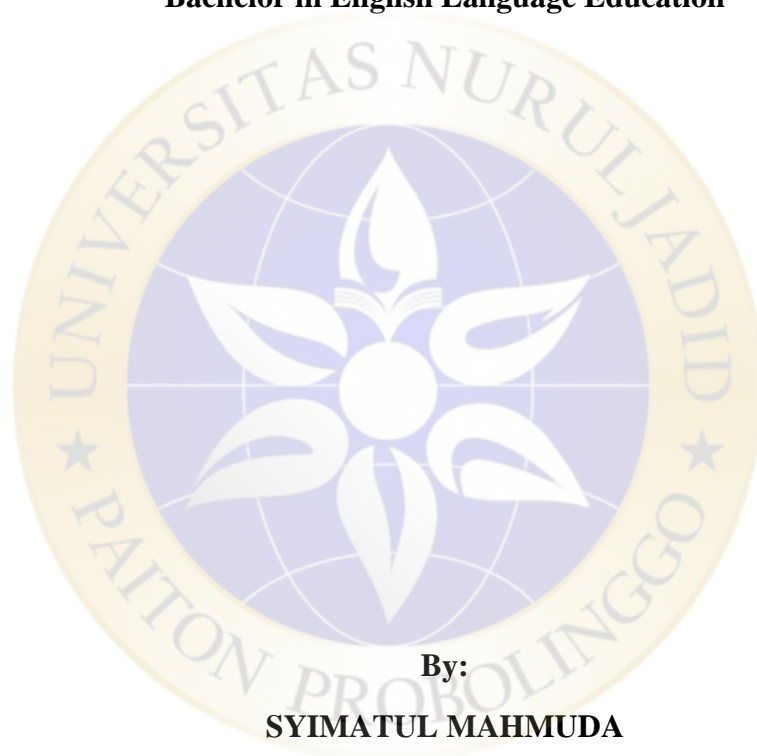 Bachelor in English Language Education
UNIVERSITAS NURUL JADID
★ PAITON PROBOLINGGO ★
By:
SYIMATUL MAHMUDA